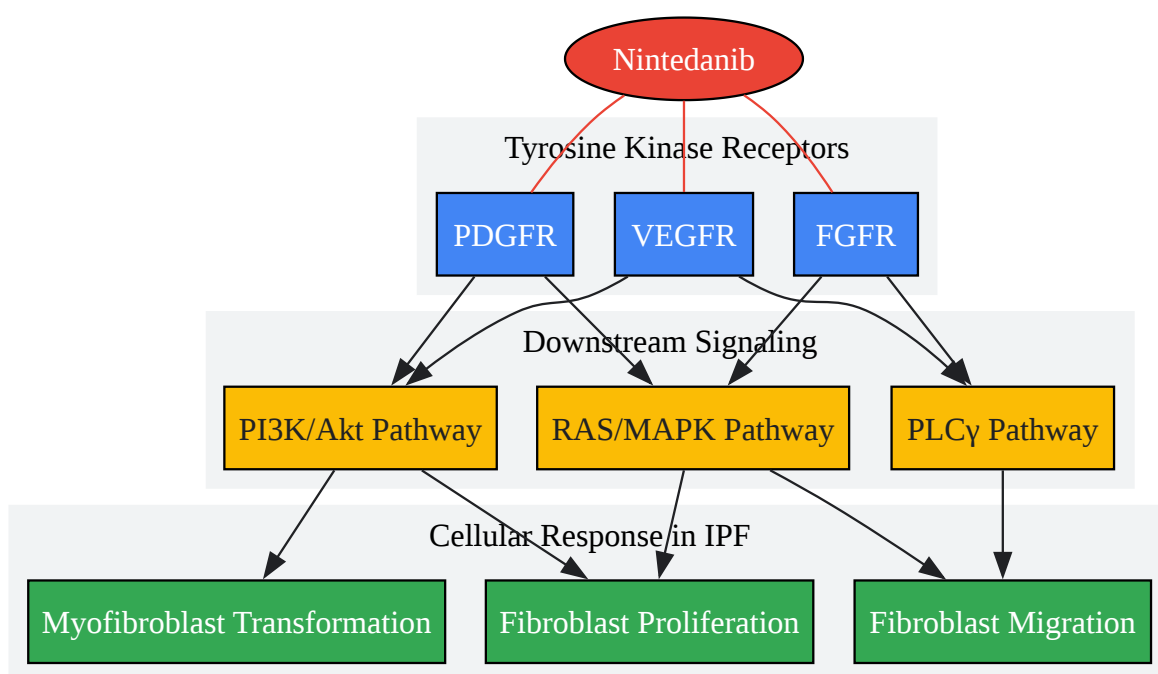 Nintedanib
Tyrosine Kinase Receptors
PDGFR
VEGFR
FGFR
Downstream Signaling
PI3K/Akt Pathway
RAS/MAPK Pathway
PLCγ Pathway
Cellular Response in IPF
Myofibroblast Transformation
Fibroblast Proliferation
Fibroblast Migration